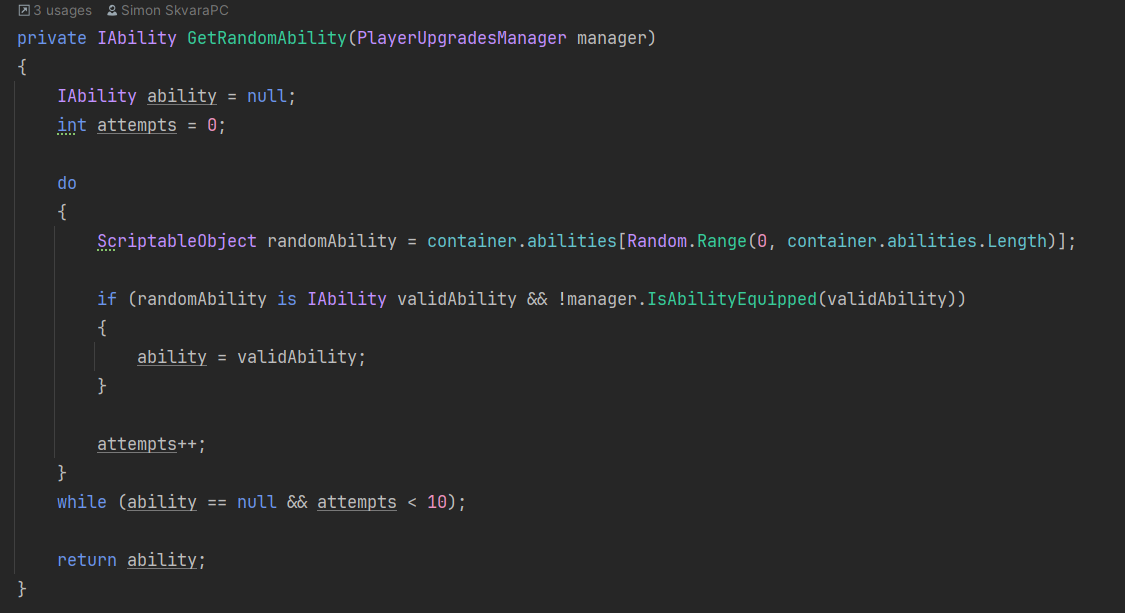 3 usages Simon SkvaraPC
private IAbility GetRandomAbility(PlayerUpgradesManager manager)
{
    IAbility ability = null;
    int attempts = 0;

    do
    {
        ScriptableObject randomAbility = container.abilities[Random.Range(0, container.abilities.Length)];

        if (randomAbility is IAbility validAbility && !manager.IsAbilityEquipped(validAbility))
        {
            ability = validAbility;
        }

        attempts++;
    }
    while (ability == null && attempts < 10);

    return ability;
}